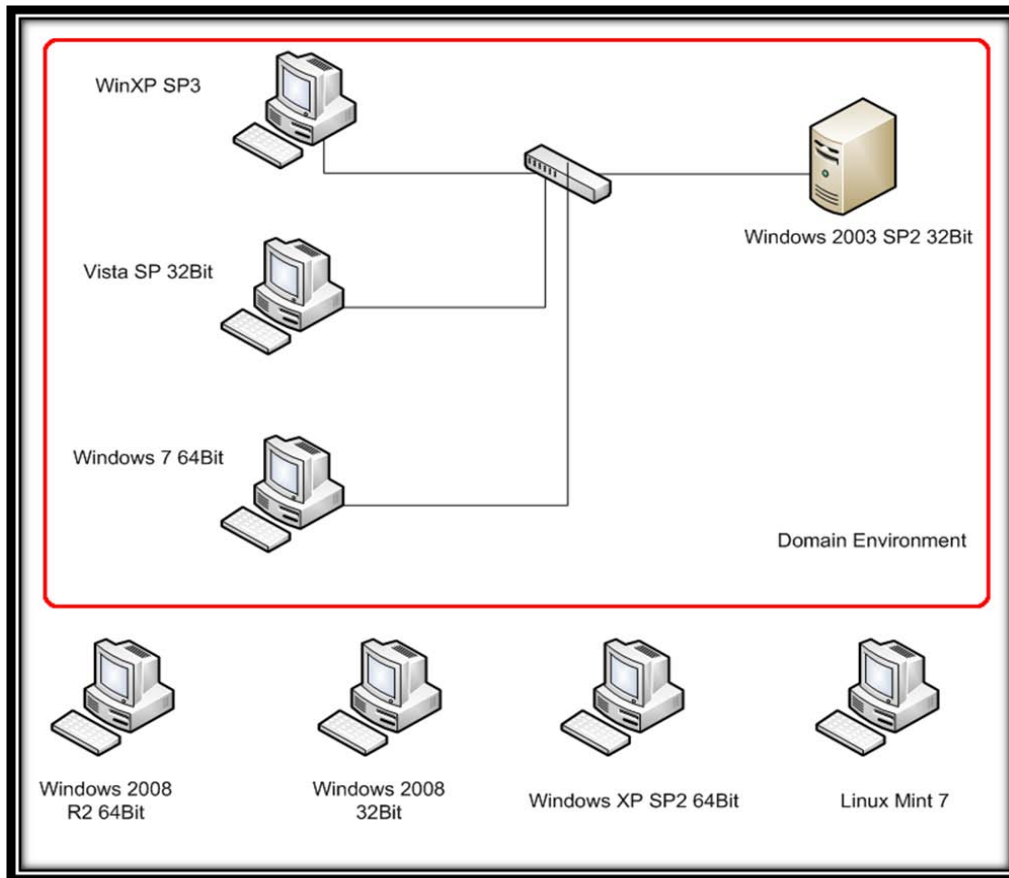 WinXP SP3
Windows 2003 SP2 32Bit
Vista SP 32Bit
Windows 7 64Bit
Domain Environment
Windows 2008
R2 64Bit
Windows 2008
32Bit
Windows XP SP2 64Bit
Linux Mint 7